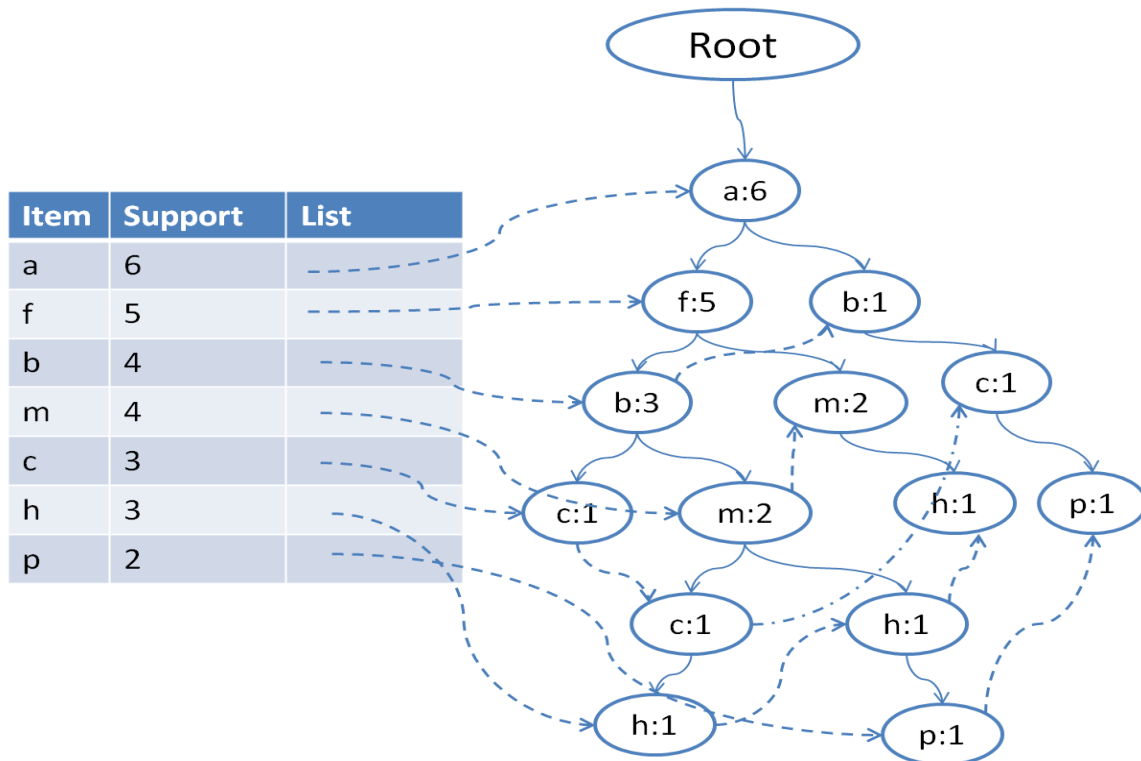 Root
a:6
Item Support List
a 6
f 5
b 4
m 4
c 3
h 3
p 2
f:5 b:1
b:3 m:2 c:1
c:1 m:2 h:1 p:1
c:1 h:1
h:1 p:1